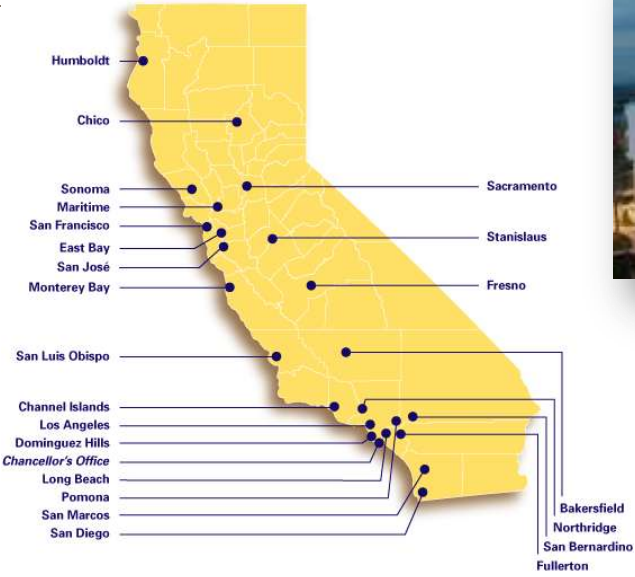 Humboldt
Chico
Sonoma
Maritime
San Francisco
East Bay
San José
Monterey Bay
San Luis Obispo
Channel Islands
Los Angeles
Dominguez Hills
Chancellor's Office
Long Beach
Pomona
San Marcos
San Diego
Sacramento
Stanislaus
Fresno
Bakersfield
Northridge
San Bernardino
Fullerton